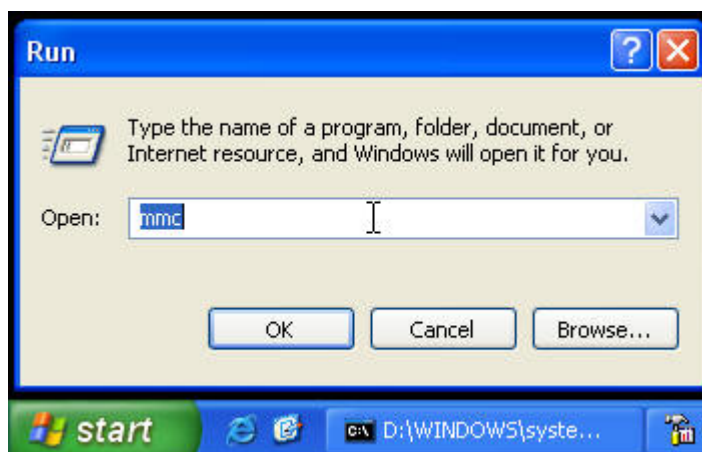 Run
Type the name of a program, folder, document, or
Internet resource, and Windows will open it for you.
Open:
mmc
OK
Cancel
Browse...
start
D:\WINDOWS\syste...